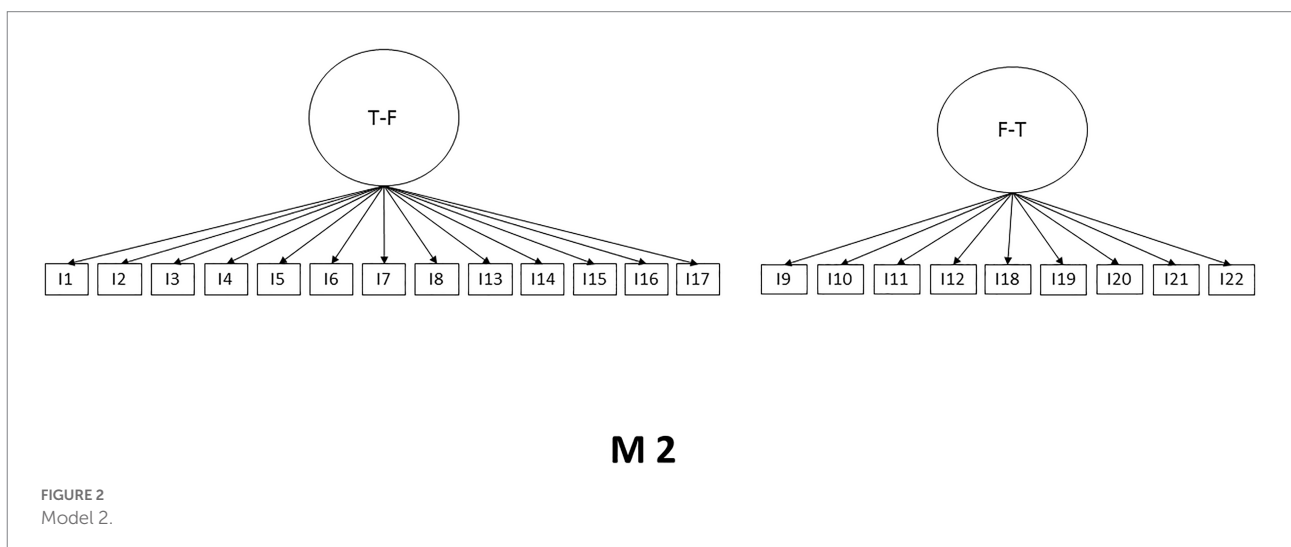 T-F
F-T
I1 I2 I3 I4 I5 I6 I7 I8 I13 I14 I15 I16 I17
I9 I10 I11 I12 I18 I19 I20 I21 I22
M 2
FIGURE 2
Model 2.